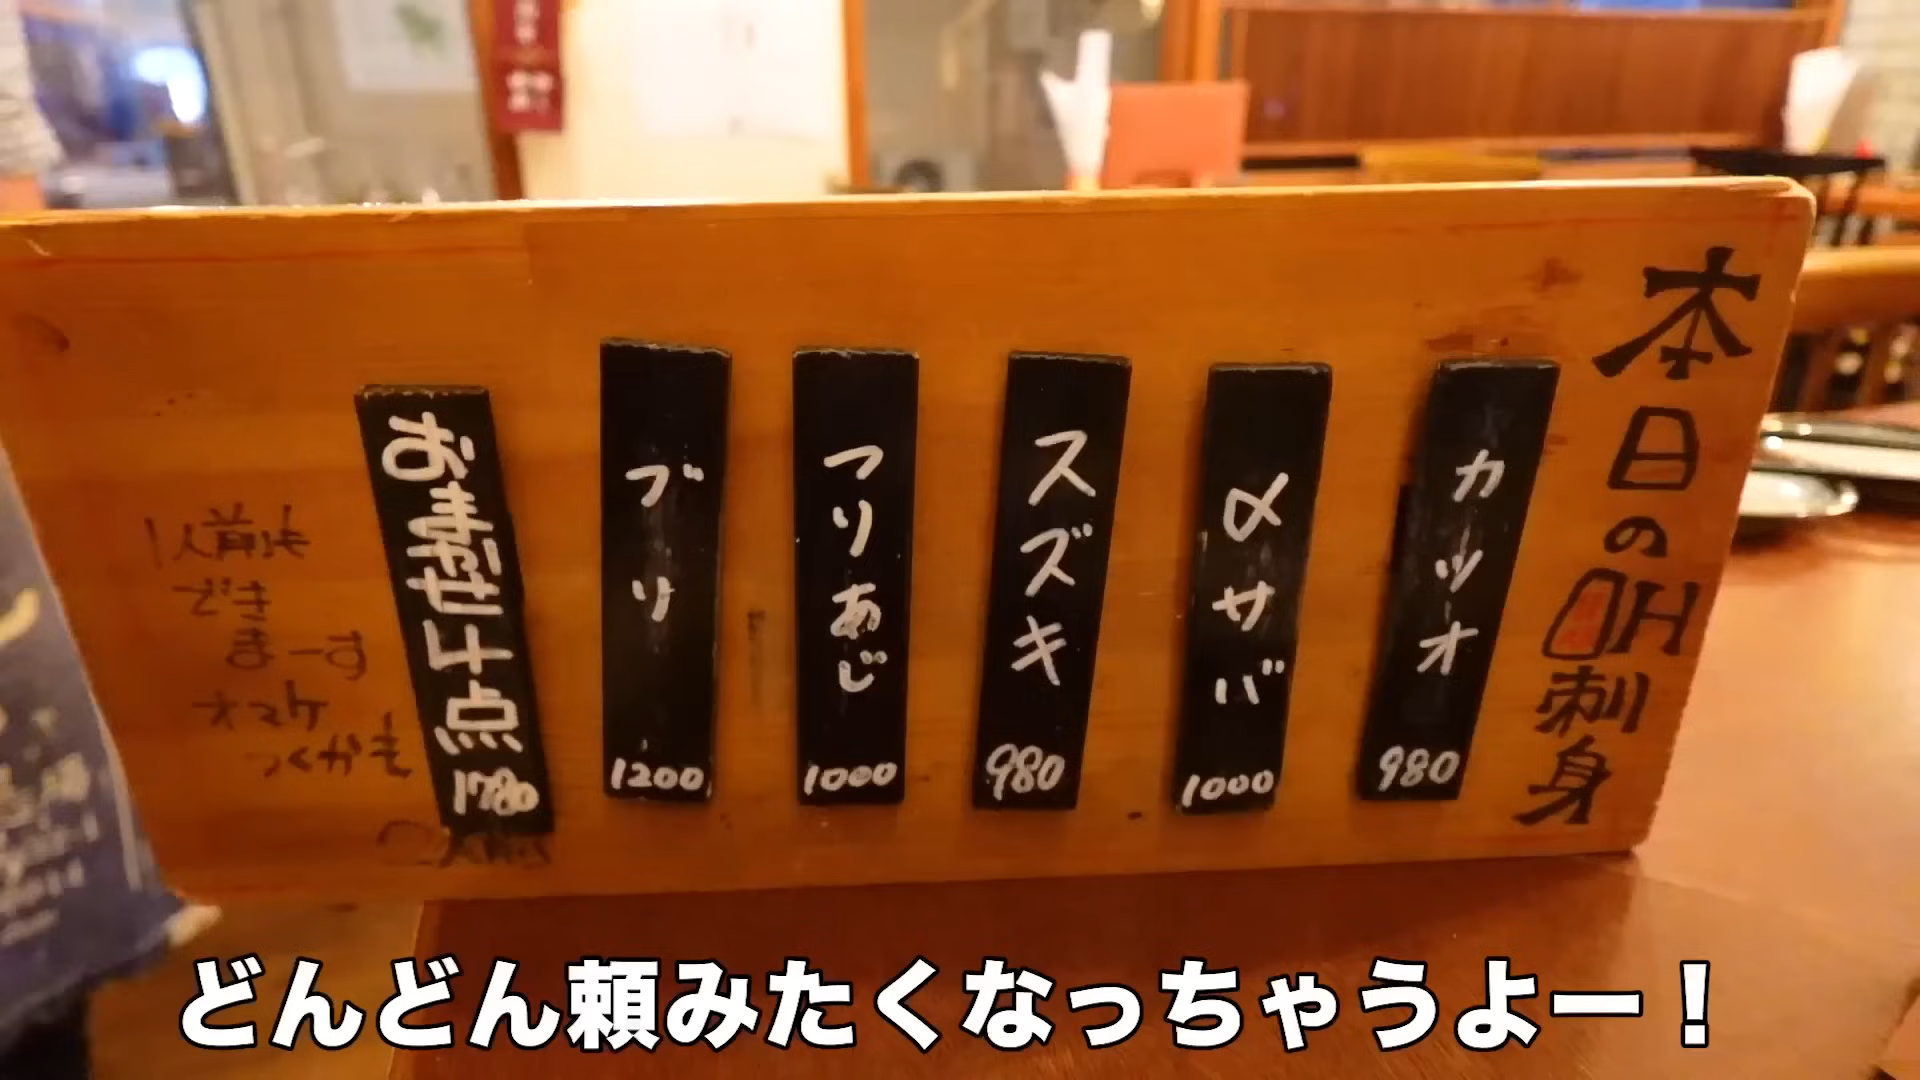 本日のOH刺身
カツオ
980
〆サバ
1000
スズキ
980
つりあじ
1000
ブリ
1200
おまかせ4点
1780
1人前も
でき
まーす
オマケ
つくかも
どんどん頼みたくなっちゃうよー！